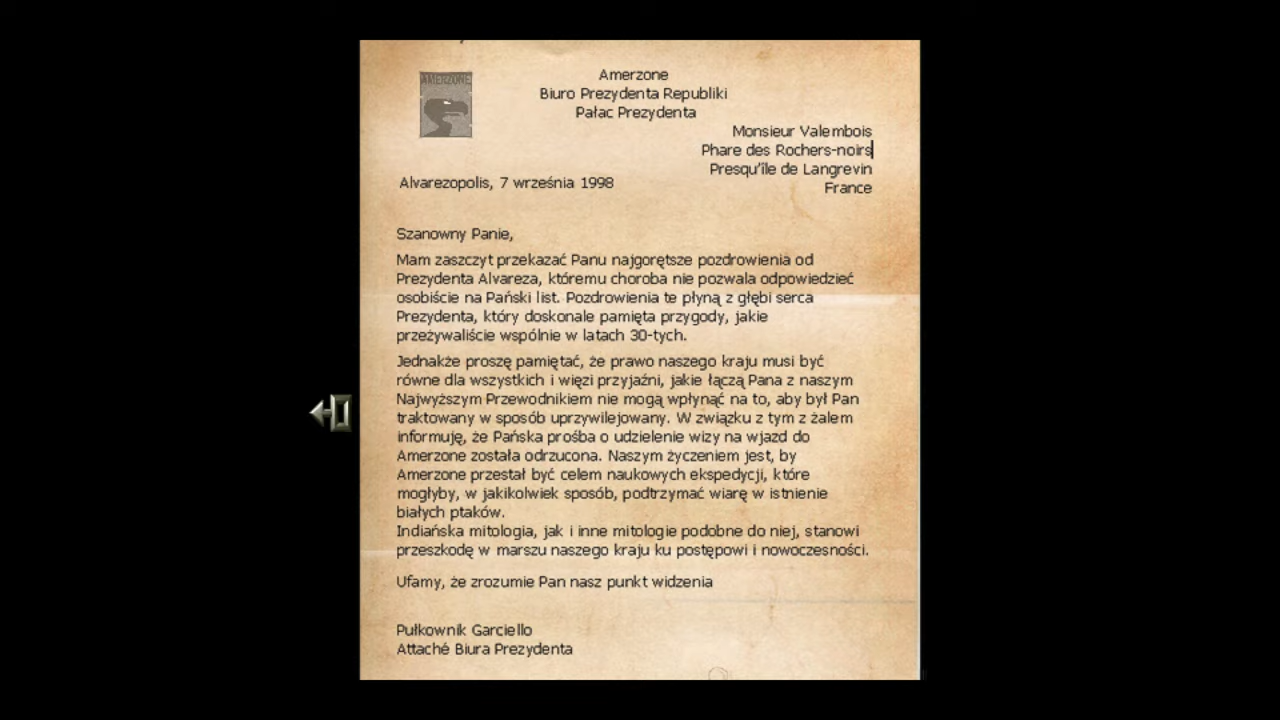 AMERZONE
Amerzone
Biuro Prezydenta Republiki
Pałac Prezydenta
Monsieur Valembois
Phare des Rochers-noirs
Presqu'île de Langrevin
France
Alvarezopolis, 7 września 1998
Szanowny Panie,
Mam zaszczyt przekazać Panu najgorętsze pozdrowienia od
Prezydenta Alvareza, któremu choroba nie pozwala odpowiedzieć
osobiście na Pański list. Pozdrowienia te płyną z głębi serca
Prezydenta, który doskonale pamięta przygody, jakie
przeżywaliście wspólnie w latach 30-tych.
Jednakże proszę pamiętać, że prawo naszego kraju musi być
równe dla wszystkich i więzi przyjaźni, jakie łączą Pana z naszym
Najwyższym Przewodnikiem nie mogą wpłynąć na to, aby był Pan
traktowany w sposób uprzywilejowany. W związku z tym z żalem
informuję, że Pańska prośba o udzielenie wizy na wjazd do
Amerzone została odrzucona. Naszym życzeniem jest, by
Amerzone przestał być celem naukowych ekspedycji, które
mogłyby, w jakikolwiek sposób, podtrzymać wiarę w istnienie
białych ptaków.
Indiańska mitologia, jak i inne mitologie podobne do niej, stanowi
przeszkodę w marszu naszego kraju ku postępowi i nowoczesności.
Ufamy, że zrozumie Pan nasz punkt widzenia
Pułkownik Garciello
Attaché Biura Prezydenta